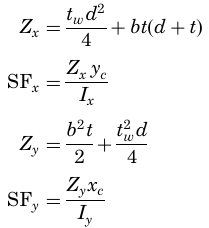 Z_x = \frac{t_w d^2}{4} + bt(d + t)
SF_x = \frac{Z_x y_c}{I_x}
Z_y = \frac{b^2 t}{2} + \frac{t_w^2 d}{4}
SF_y = \frac{Z_y x_c}{I_y}